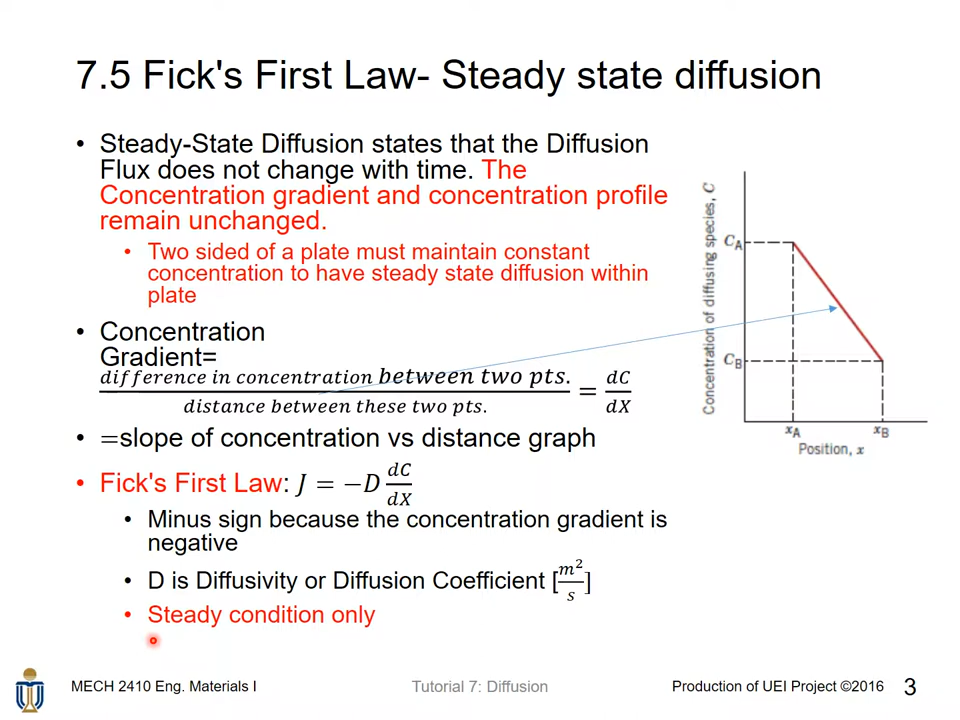 7.5 Fick's First Law- Steady state diffusion
• Steady-State Diffusion states that the Diffusion
Flux does not change with time. The
Concentration gradient and concentration profile
remain unchanged.
• Two sided of a plate must maintain constant
concentration to have steady state diffusion within
plate
• Concentration
Gradient=
difference in concentration between two pts. / distance between these two pts. = dC/dX
• =slope of concentration vs distance graph
• Fick's First Law: J = −D dC/dX
• Minus sign because the concentration gradient is
negative
• D is Diffusivity or Diffusion Coefficient [m²/s]
• Steady condition only
Concentration of diffusing species, C
C_A
C_B
x_A x_B
Position, x
MECH 2410 Eng. Materials I
Tutorial 7: Diffusion
Production of UEI Project ©2016
3